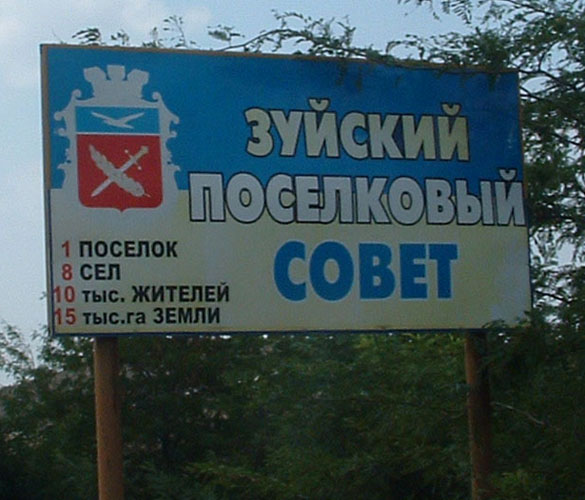 ЗУЙСКИЙ
ПОСЕЛКОВЫЙ
СОВЕТ
1 ПОСЕЛОК
8 СЕЛ
10 тыс. ЖИТЕЛЕЙ
15 тыс.га ЗЕМЛИ